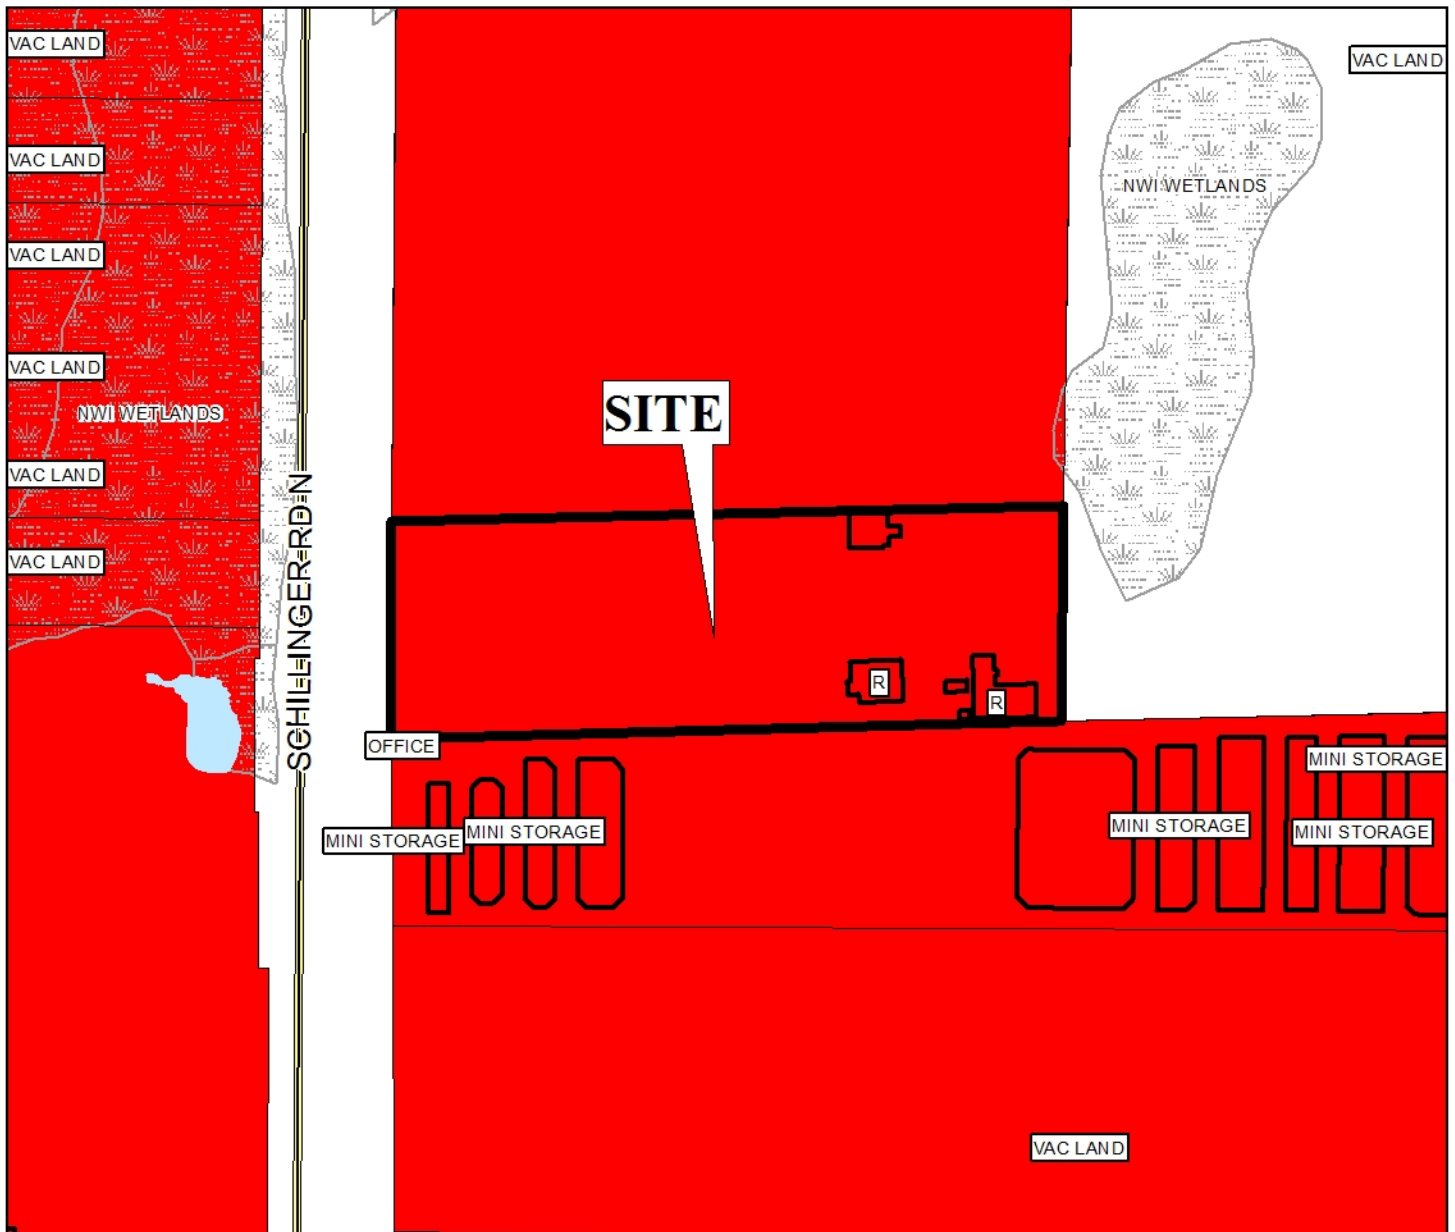 VAC LAND
VAC LAND
VAC LAND
NWI WETLANDS
VAC LAND
VAC LAND
SITE
NWI WETLANDS
VAC LAND
SCHILLINGER RD N
VAC LAND
R
R
OFFICE
MINI STORAGE
MINI STORAGE
MINI STORAGE
MINI STORAGE
MINI STORAGE
VAC LAND